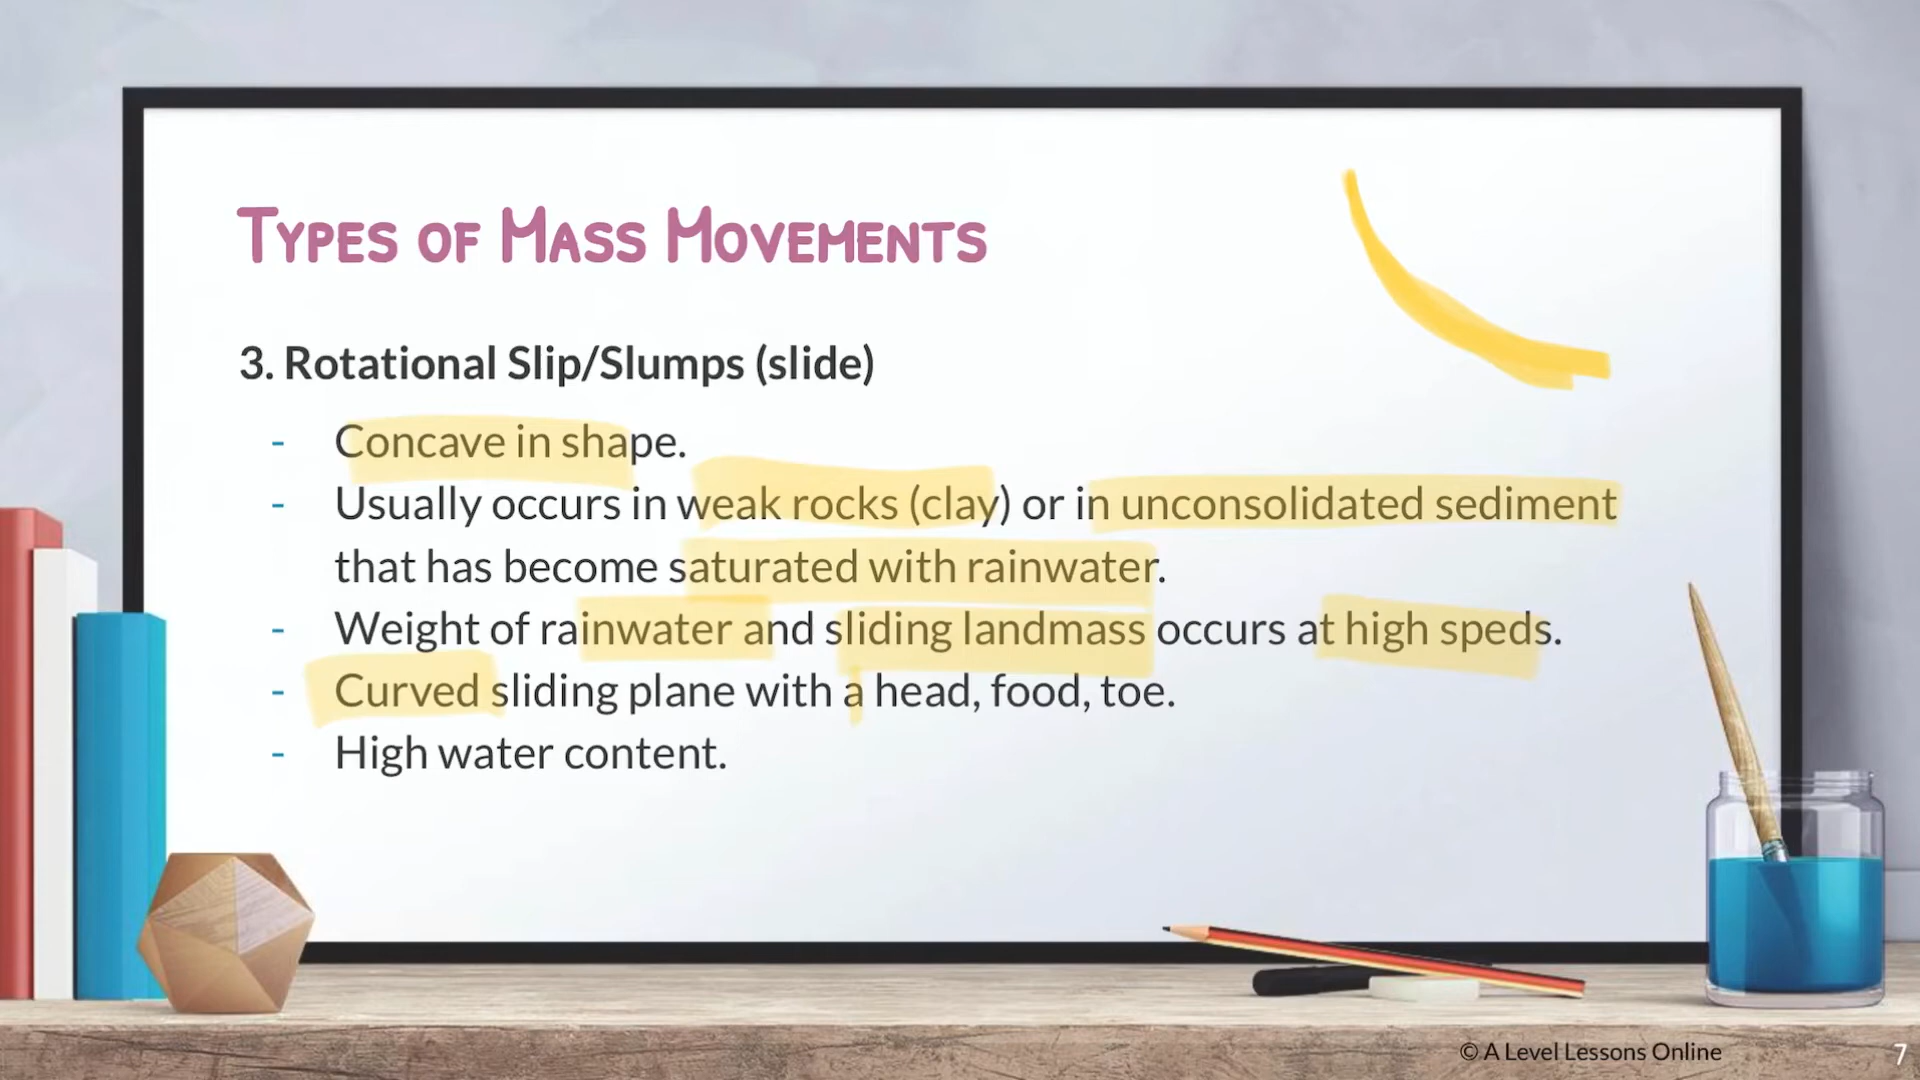 Types of Mass Movements
3. Rotational Slip/Slumps (slide)
- Concave in shape.
- Usually occurs in weak rocks (clay) or in unconsolidated sediment
that has become saturated with rainwater.
- Weight of rainwater and sliding landmass occurs at high speds.
- Curved sliding plane with a head, food, toe.
- High water content.
© A Level Lessons Online
7